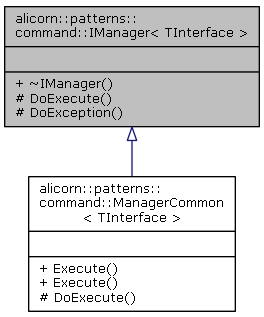 alicorn::patterns::
command::IManager< TInterface >
+ ~IManager()
# DoExecute()
# DoException()
alicorn::patterns::
command::ManagerCommon
< TInterface >
+ Execute()
+ Execute()
# DoExecute()